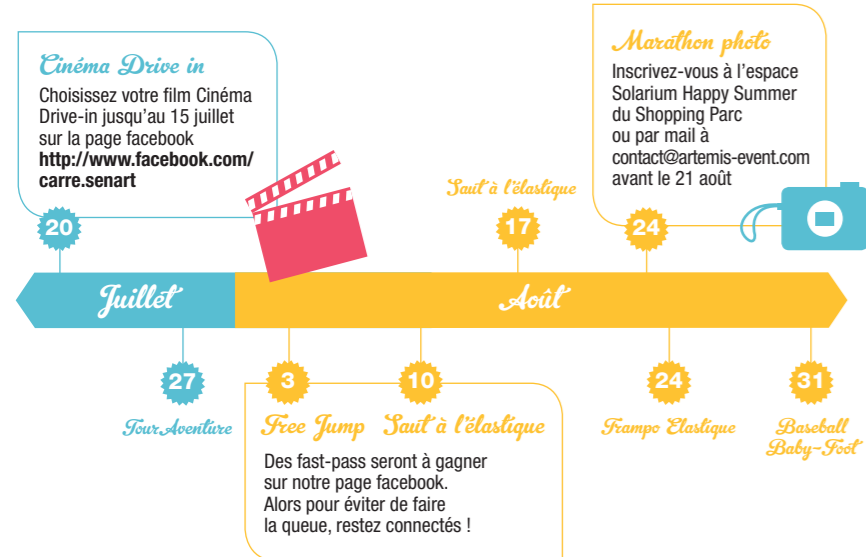 Cinéma Drive in
Choisissez votre film Cinéma
Drive-in jusqu'au 15 juillet
sur la page facebook
http://www.facebook.com/
carre.senart
20
Marathon photo
Inscrivez-vous à l'espace
Solarium Happy Summer
du Shopping Parc
ou par mail à
contact@artemis-event.com
avant le 21 août
24
Saut à l'élastique
17
Juillet
Août
27
Tour Aventure
3
Free Jump
10
Saut à l'élastique
Des fast-pass seront à gagner
sur notre page facebook.
Alors pour éviter de faire
la queue, restez connectés !
24
Trampo Elastique
31
Baseball
Baby-Foot